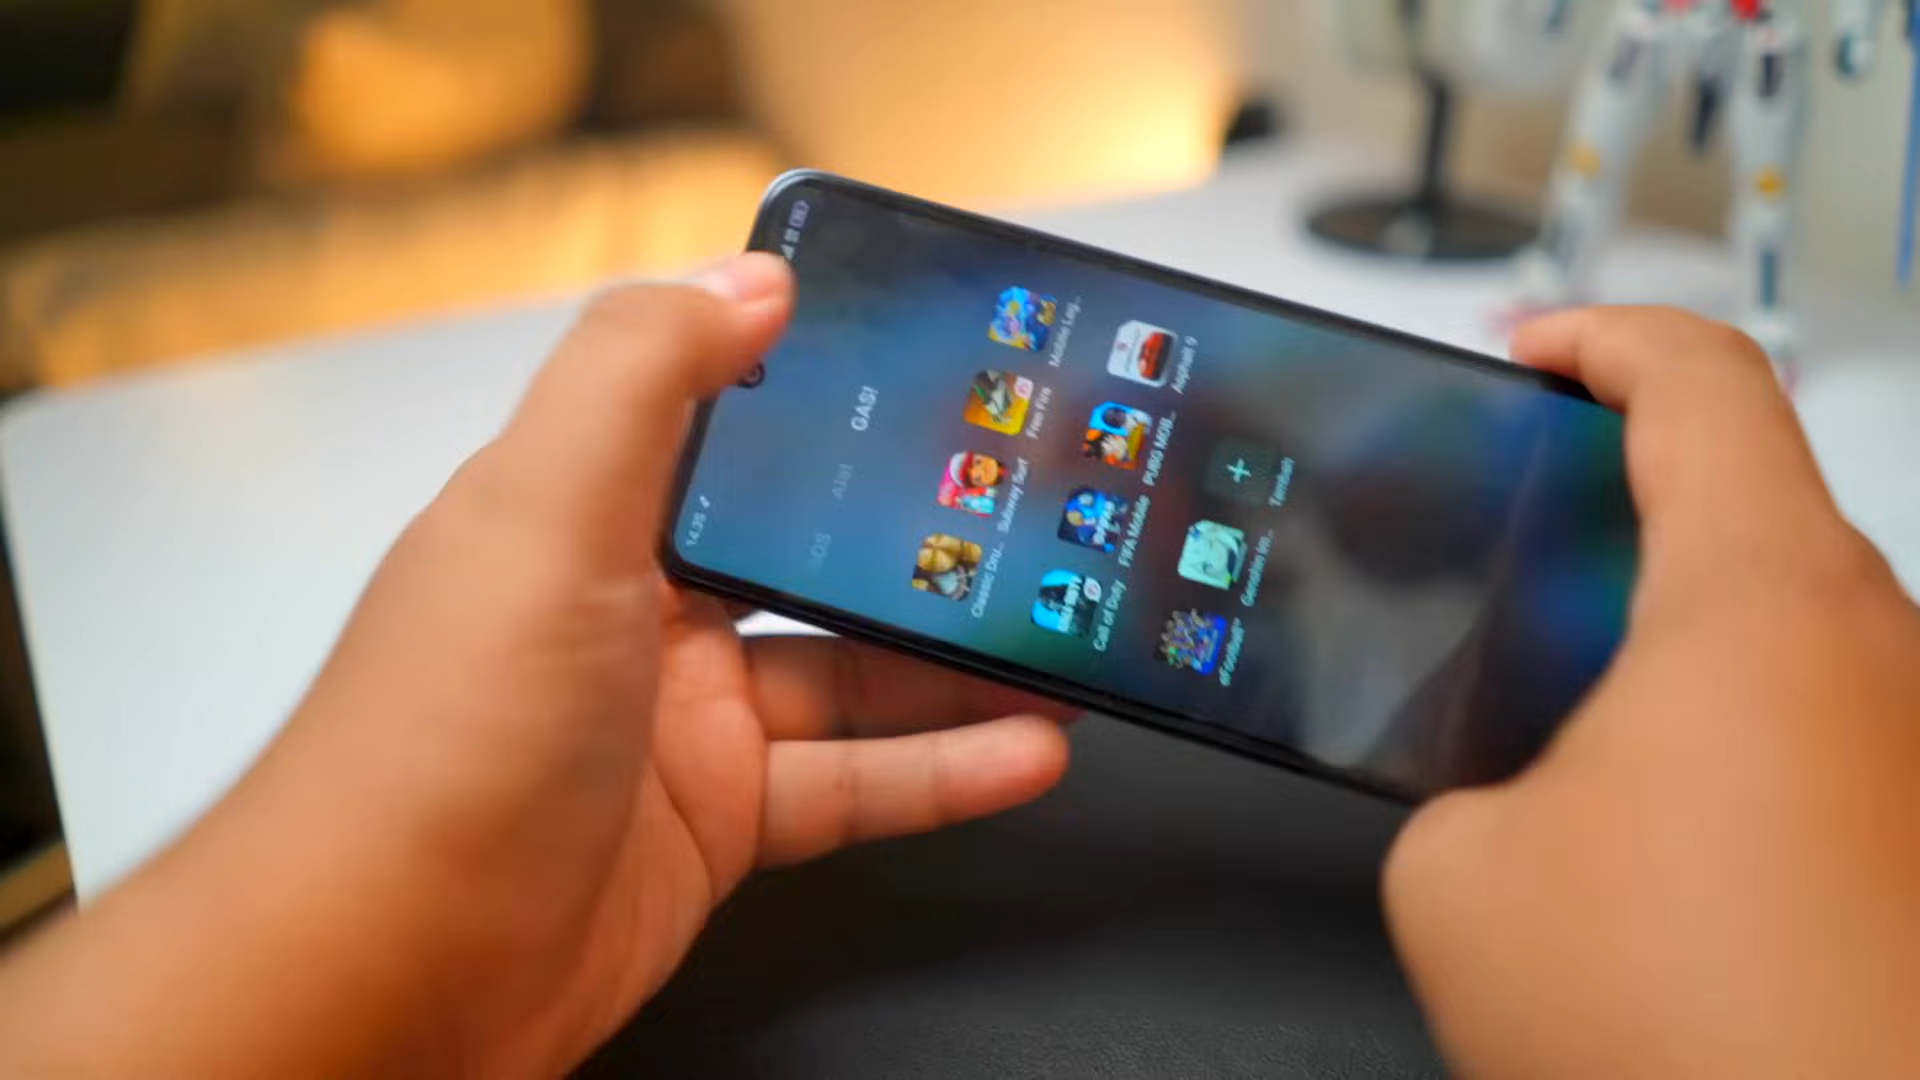 14.35
GAS!
Classic Dru...
Subway Surf
Free Fire
Mobile Leg...
Call of Duty
FIFA Mobile
PUBG MOB...
Asphalt 9
eFootball™
Genshin Im...
Tambah